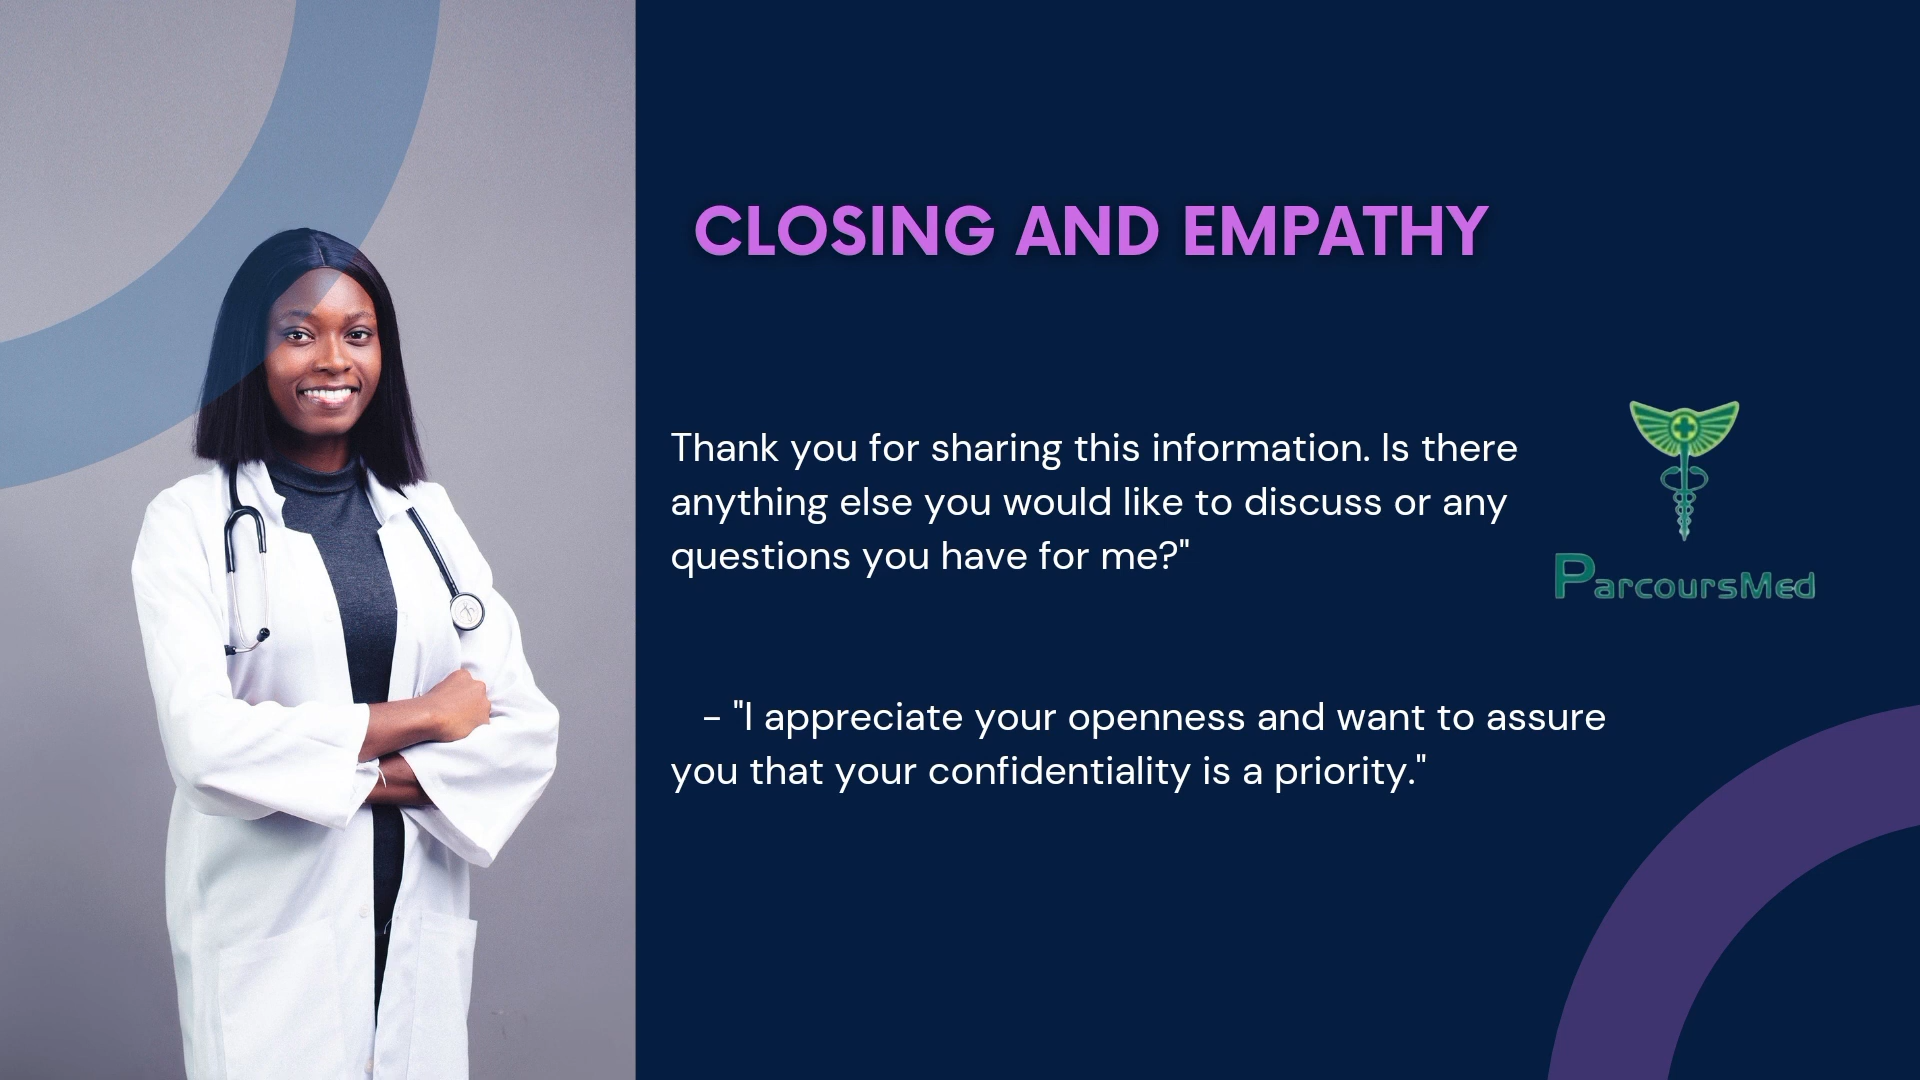 CLOSING AND EMPATHY
Thank you for sharing this information. Is there
anything else you would like to discuss or any
questions you have for me?"
ParcoursMed
- "I appreciate your openness and want to assure
you that your confidentiality is a priority."